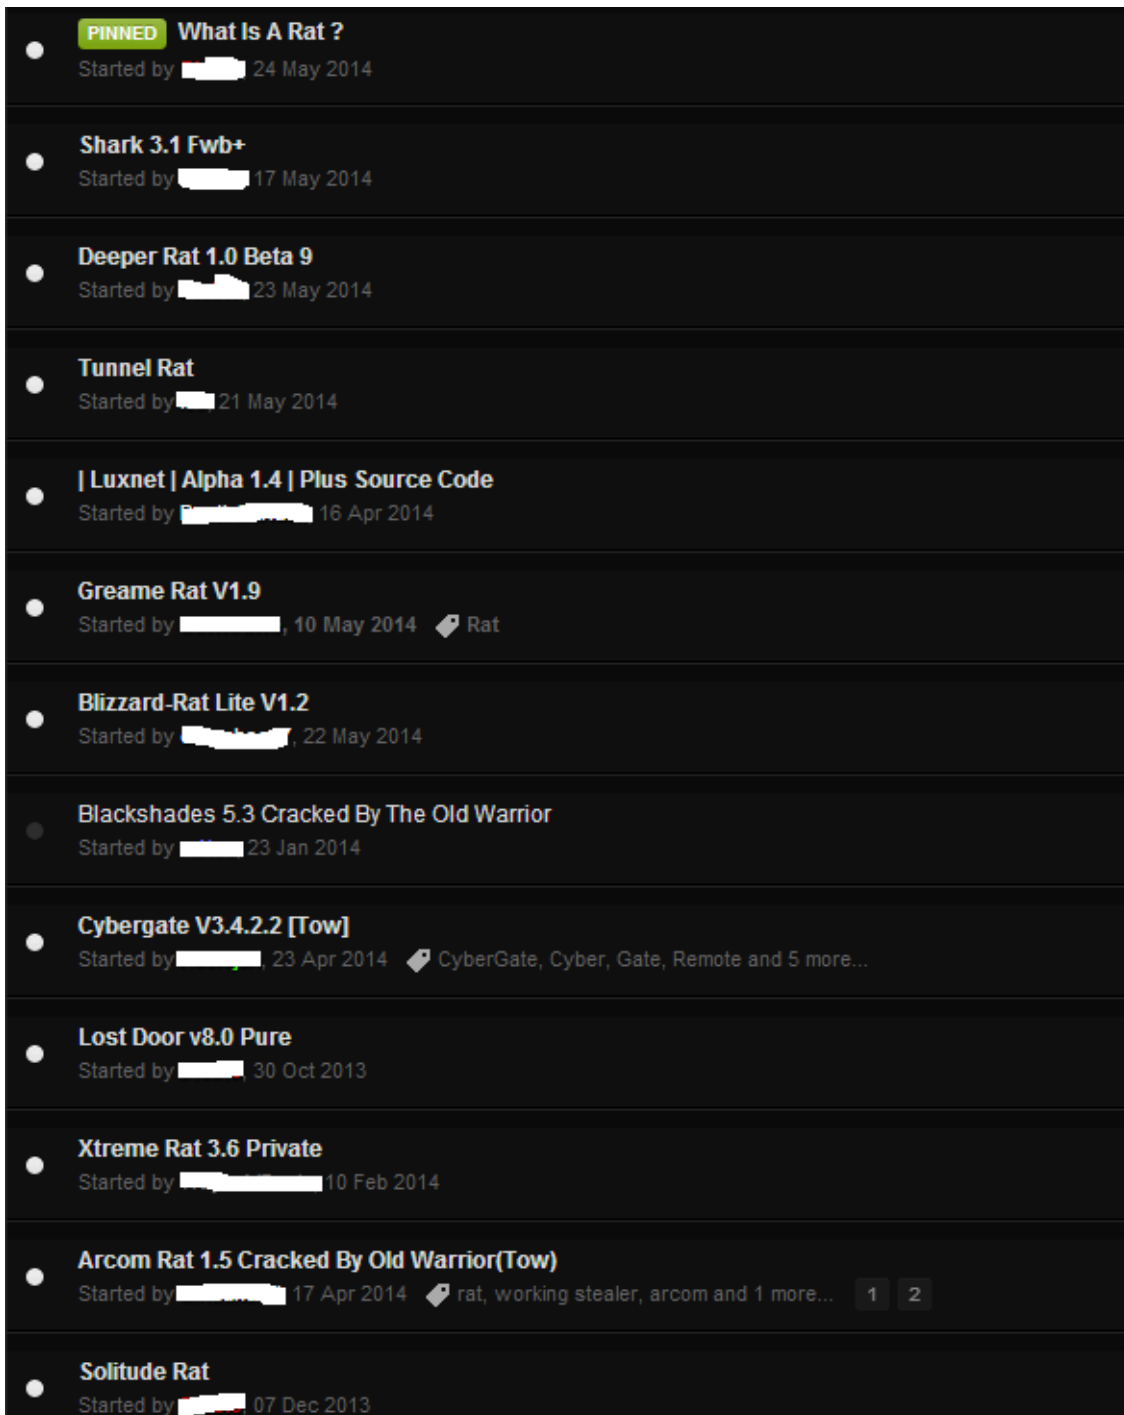 PINNED What Is A Rat ?
Started by 24 May 2014
Shark 3.1 Fwb+
Started by 17 May 2014
Deeper Rat 1.0 Beta 9
Started by 23 May 2014
Tunnel Rat
Started by 21 May 2014
| Luxnet | Alpha 1.4 | Plus Source Code
Started by 16 Apr 2014
Greame Rat V1.9
Started by , 10 May 2014 Rat
Blizzard-Rat Lite V1.2
Started by , 22 May 2014
Blackshades 5.3 Cracked By The Old Warrior
Started by 23 Jan 2014
Cybergate V3.4.2.2 [Tow]
Started by , 23 Apr 2014 CyberGate, Cyber, Gate, Remote and 5 more...
Lost Door v8.0 Pure
Started by , 30 Oct 2013
Xtreme Rat 3.6 Private
Started by 10 Feb 2014
Arcom Rat 1.5 Cracked By Old Warrior(Tow)
Started by 17 Apr 2014 rat, working stealer, arcom and 1 more... 1 2
Solitude Rat
Started by , 07 Dec 2013